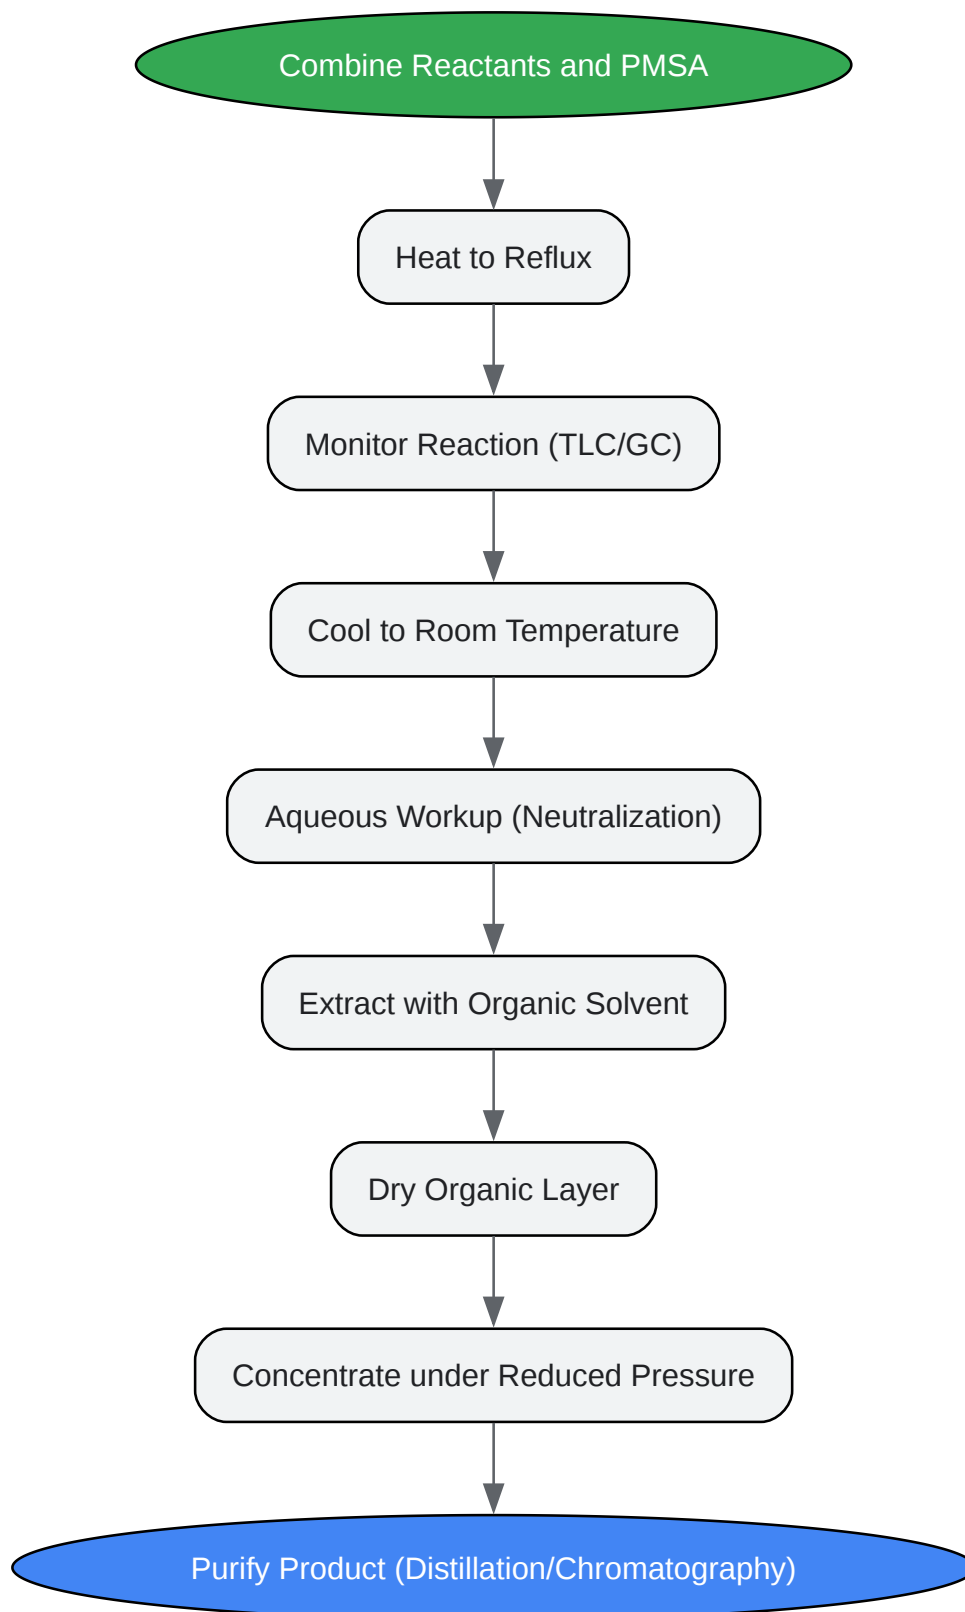 Combine Reactants and PMSA
Heat to Reflux
Monitor Reaction (TLC/GC)
Cool to Room Temperature
Aqueous Workup (Neutralization)
Extract with Organic Solvent
Dry Organic Layer
Concentrate under Reduced Pressure
Purify Product (Distillation/Chromatography)